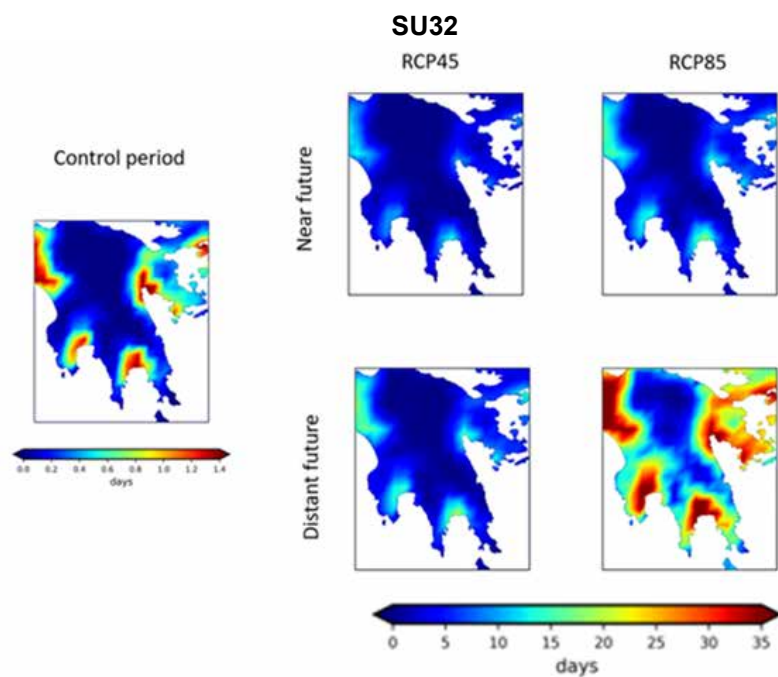 SU32
RCP45
RCP85
Control period
Near future
Distant future
0.0 0.2 0.4 0.6 0.8 1.0 1.2 1.4
days
0 5 10 15 20 25 30 35
days